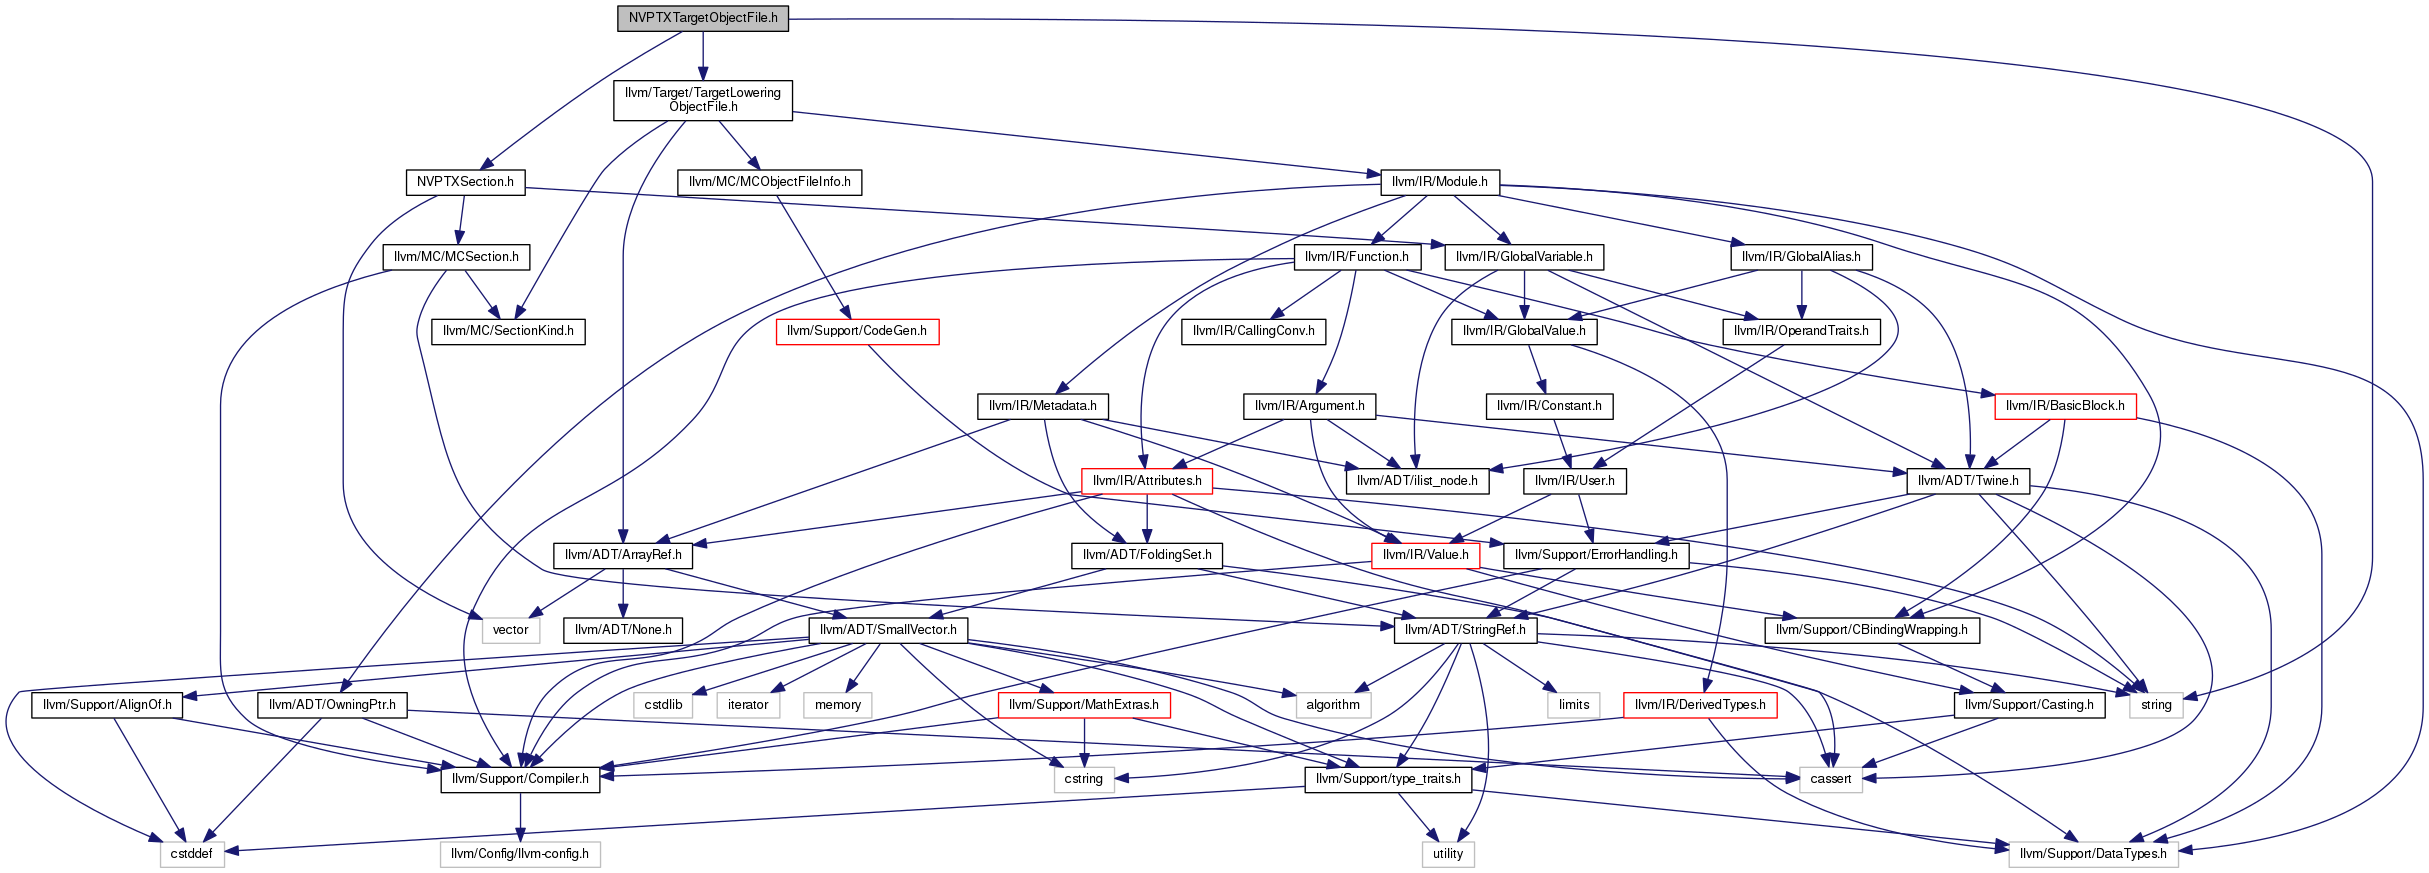 NVPTXTargetObjectFile.h
llvm/Target/TargetLowering
ObjectFile.h
NVPTXSection.h
llvm/MC/MCObjectFileInfo.h
llvm/IR/Module.h
llvm/MC/MCSection.h
llvm/IR/Function.h
llvm/IR/GlobalVariable.h
llvm/IR/GlobalAlias.h
llvm/MC/SectionKind.h
llvm/Support/CodeGen.h
llvm/IR/CallingConv.h
llvm/IR/GlobalValue.h
llvm/IR/OperandTraits.h
llvm/IR/Metadata.h
llvm/IR/Argument.h
llvm/IR/Constant.h
llvm/IR/BasicBlock.h
llvm/IR/Attributes.h
llvm/ADT/ilist_node.h
llvm/IR/User.h
llvm/ADT/Twine.h
llvm/ADT/ArrayRef.h
llvm/ADT/FoldingSet.h
llvm/IR/Value.h
llvm/Support/ErrorHandling.h
vector
llvm/ADT/None.h
llvm/ADT/SmallVector.h
llvm/ADT/StringRef.h
llvm/Support/CBindingWrapping.h
llvm/Support/AlignOf.h
llvm/ADT/OwningPtr.h
cstdlib
iterator
memory
llvm/Support/MathExtras.h
algorithm
limits
llvm/IR/DerivedTypes.h
llvm/Support/Casting.h
string
llvm/Support/Compiler.h
cstring
llvm/Support/type_traits.h
cassert
cstddef
llvm/Config/llvm-config.h
utility
llvm/Support/DataTypes.h